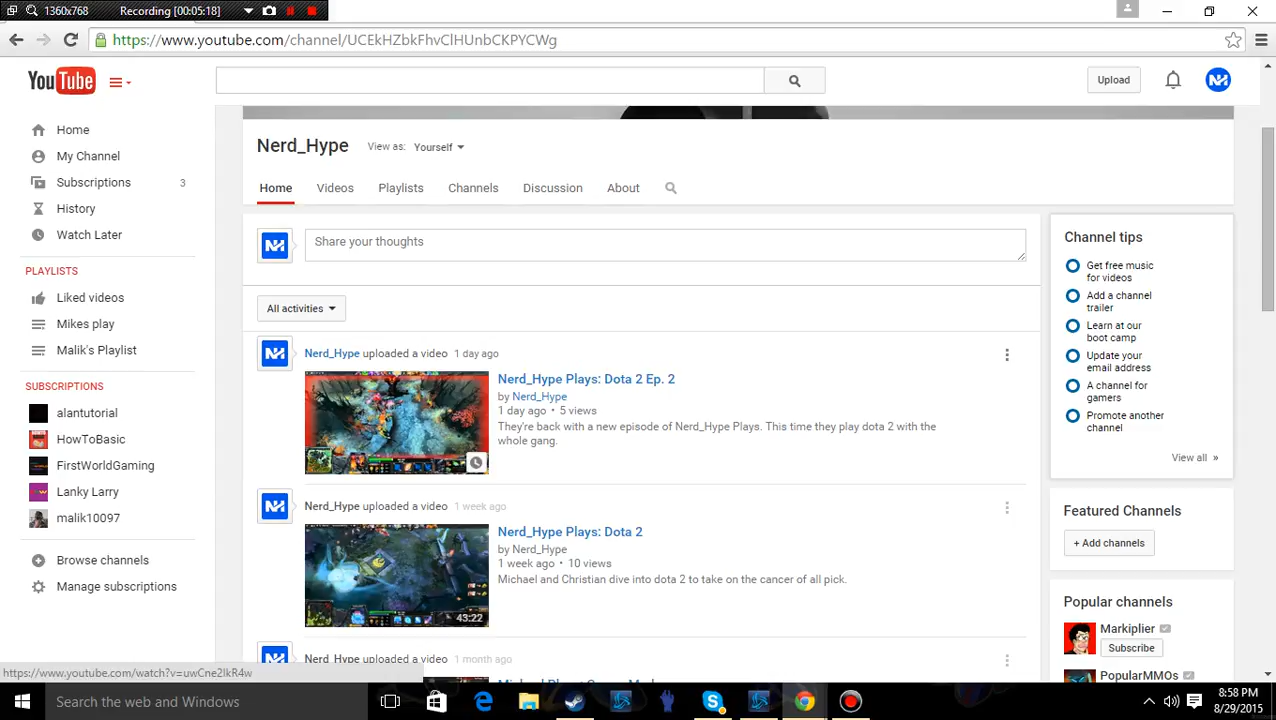 1360x768
Recording [00:05:18]
https://www.youtube.com/channel/UCEkHZbkFhvClHUnbCKPYCWg
YouTube
Upload
NH
Home
My Channel
Subscriptions 3
History
Watch Later
PLAYLISTS
Liked videos
Mikes play
Malik's Playlist
SUBSCRIPTIONS
alantutorial
HowToBasic
FirstWorldGaming
Lanky Larry
malik10097
Browse channels
Manage subscriptions
https://www.youtube.com/watch?v=uwCne2lkR4w
Nerd_Hype View as: Yourself
Home Videos Playlists Channels Discussion About
NH
Share your thoughts
All activities
NH
Nerd_Hype uploaded a video 1 day ago
Nerd_Hype Plays: Dota 2 Ep. 2
by Nerd_Hype
1 day ago • 5 views
They're back with a new episode of Nerd_Hype Plays. This time they play dota 2 with the
whole gang.
NH
Nerd_Hype uploaded a video 1 week ago
Nerd_Hype Plays: Dota 2
by Nerd_Hype
1 week ago • 10 views
Michael and Christian dive into dota 2 to take on the cancer of all pick.
43:22
Nerd_Hype uploaded a video 1 month ago
Channel tips
Get free music
for videos
Add a channel
trailer
Learn at our
boot camp
Update your
email address
A channel for
gamers
Promote another
channel
View all »
Featured Channels
+ Add channels
Popular channels
Markiplier
Subscribe
PopularMMOs
Search the web and Windows
8:58 PM
8/29/2015